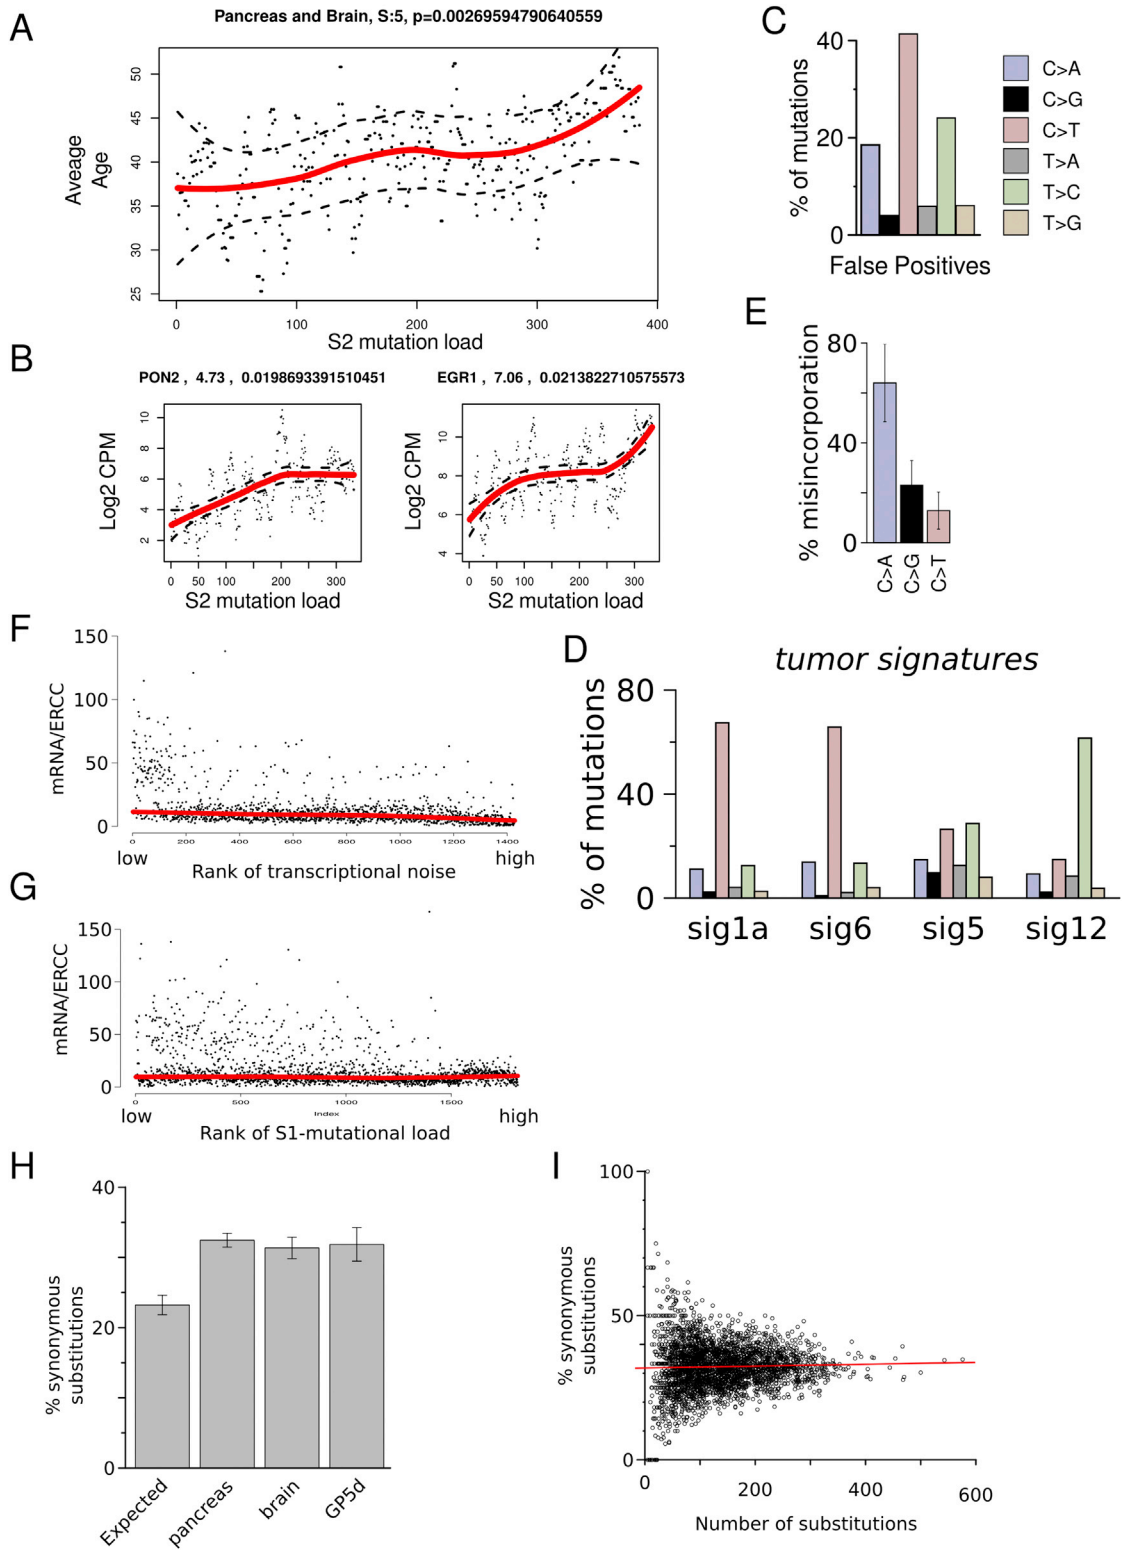 A
Pancreas and Brain, S:5, p=0.00269594790640559
Aveage
Age
50
45
40
35
30
25
0
100
200
300
400
S2 mutation load
B
PON2 , 4.73 , 0.0198693391510451
Log2 CPM
10
8
6
4
2
0
50
100
200
300
S2 mutation load
EGR1 , 7.06 , 0.0213822710575573
Log2 CPM
10
8
6
4
0
50
100
200
300
S2 mutation load
C
% of mutations
40
20
0
False Positives
C>A
C>G
C>T
T>A
T>C
T>G
E
% misincorporation
80
40
0
C>A
C>G
C>T
D
tumor signatures
% of mutations
80
40
0
sig1a
sig6
sig5
sig12
F
mRNA/ERCC
150
100
50
0
0
200
400
600
800
1000
1200
1400
low
high
Rank of transcriptional noise
G
mRNA/ERCC
150
100
50
0
0
500
1000
1500
Index
low
high
Rank of S1-mutational load
H
% synonymous
substitutions
40
20
0
Expected
pancreas
brain
GP5d
I
% synonymous
substitutions
100
50
0
0
200
400
600
Number of substitutions